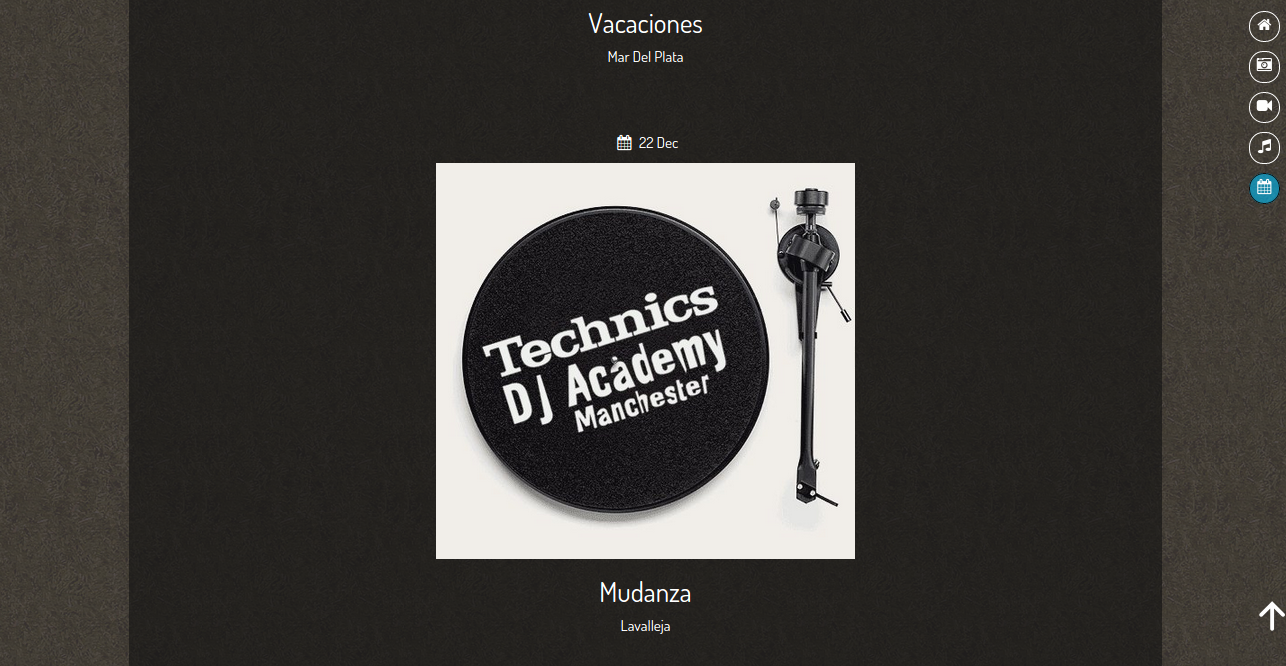 Vacaciones
Mar Del Plata
22 Dec
Technics
DJ Academy
Manchester
Mudanza
Lavalleja